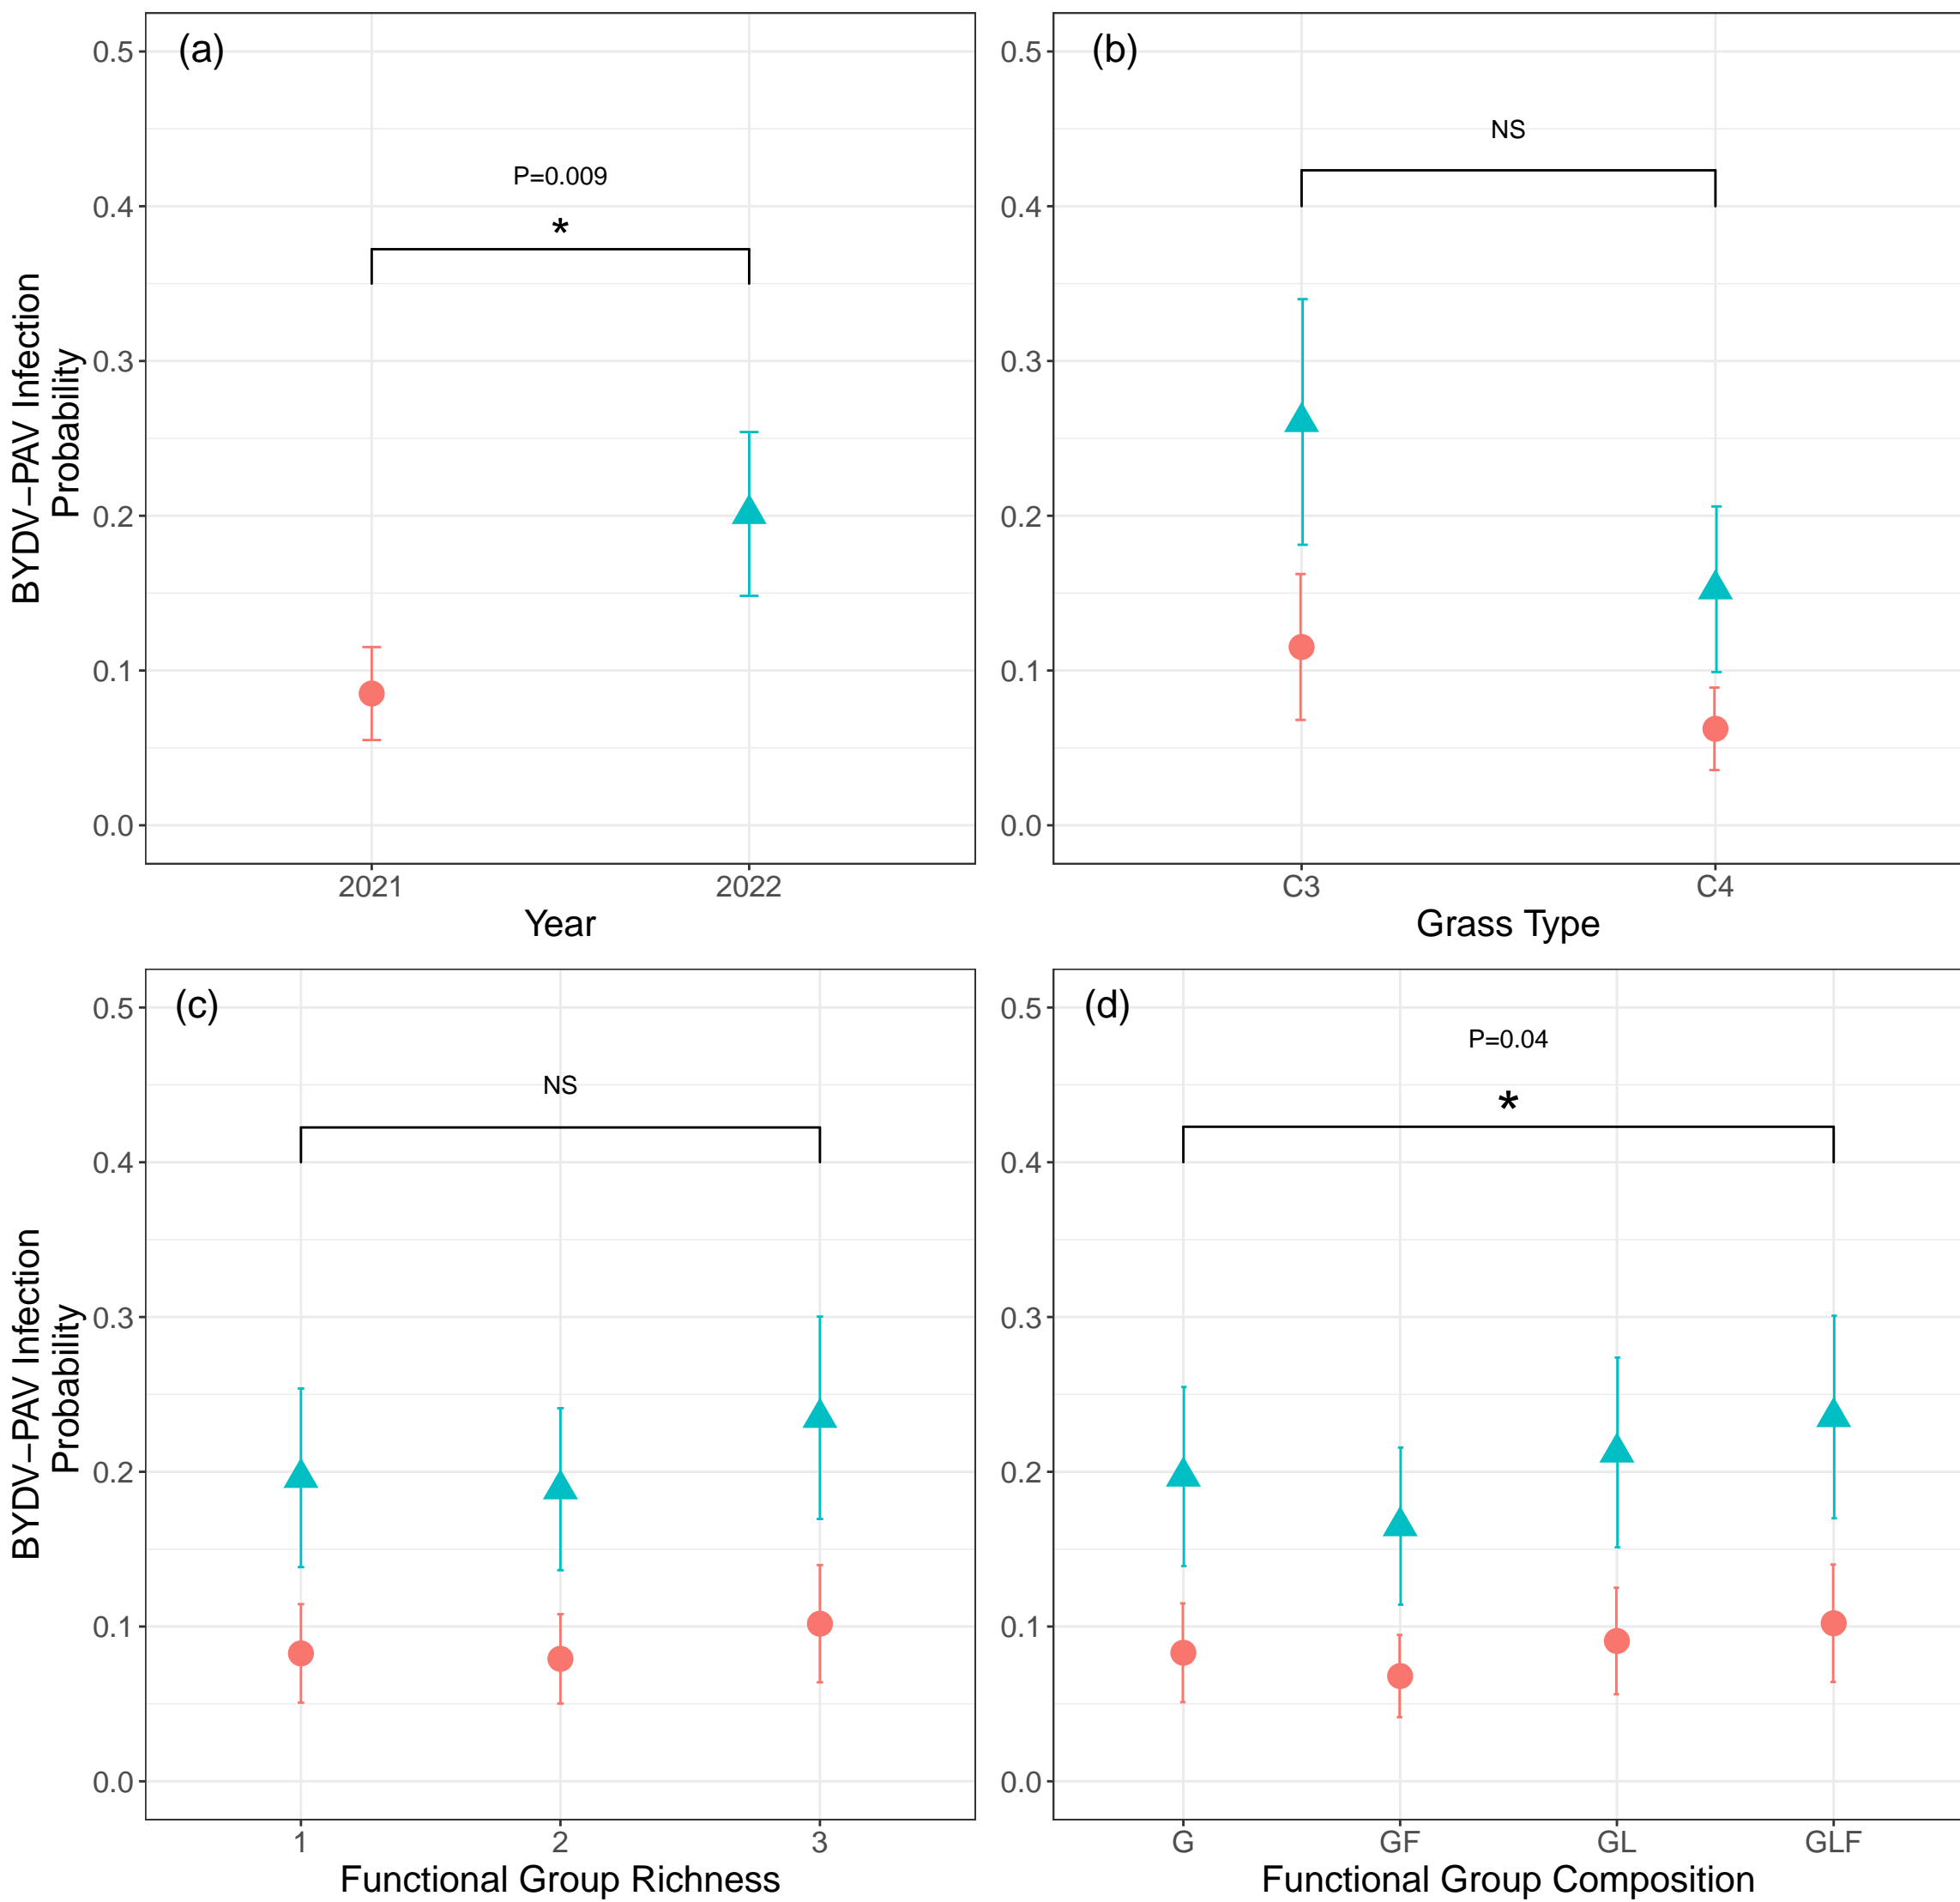 (a)
P=0.009
*
0.5
0.4
0.3
0.2
0.1
0.0
BYDV−PAV Infection
Probability
2021 2022
Year
(b)
NS
0.5
0.4
0.3
0.2
0.1
0.0
C3 C4
Grass Type
(c)
NS
0.5
0.4
0.3
0.2
0.1
0.0
BYDV−PAV Infection
Probability
1 2 3
Functional Group Richness
(d)
P=0.04
*
0.5
0.4
0.3
0.2
0.1
0.0
G GF GL GLF
Functional Group Composition